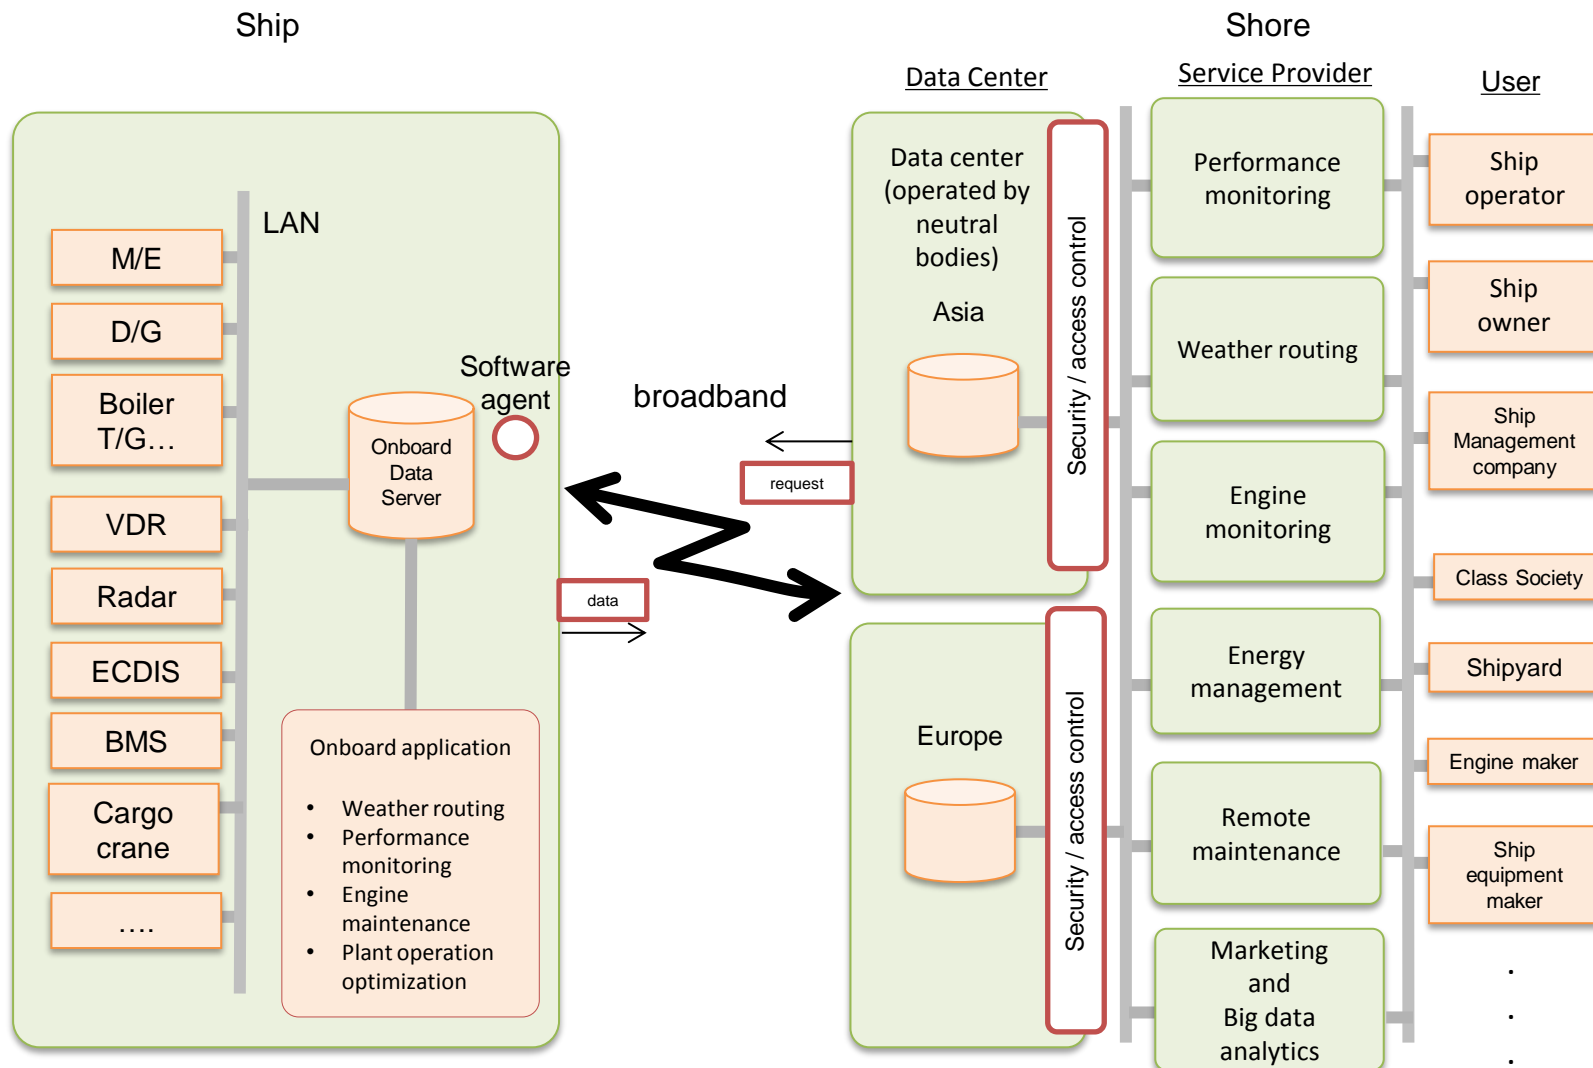 Ship
Shore
Data Center
Service Provider
User
LAN
M/E
D/G
Boiler
T/G…
VDR
Radar
ECDIS
BMS
Cargo
crane
....
Software
agent
Onboard
Data
Server
Onboard application
• Weather routing
• Performance
monitoring
• Engine
maintenance
• Plant operation
optimization
broadband
request
data
Data center
(operated by
neutral
bodies)
Asia
Security / access control
Europe
Security / access control
Performance
monitoring
Weather routing
Engine
monitoring
Energy
management
Remote
maintenance
Marketing
and
Big data
analytics
Ship
operator
Ship
owner
Ship
Management
company
Class Society
Shipyard
Engine maker
Ship
equipment
maker
.
.
.